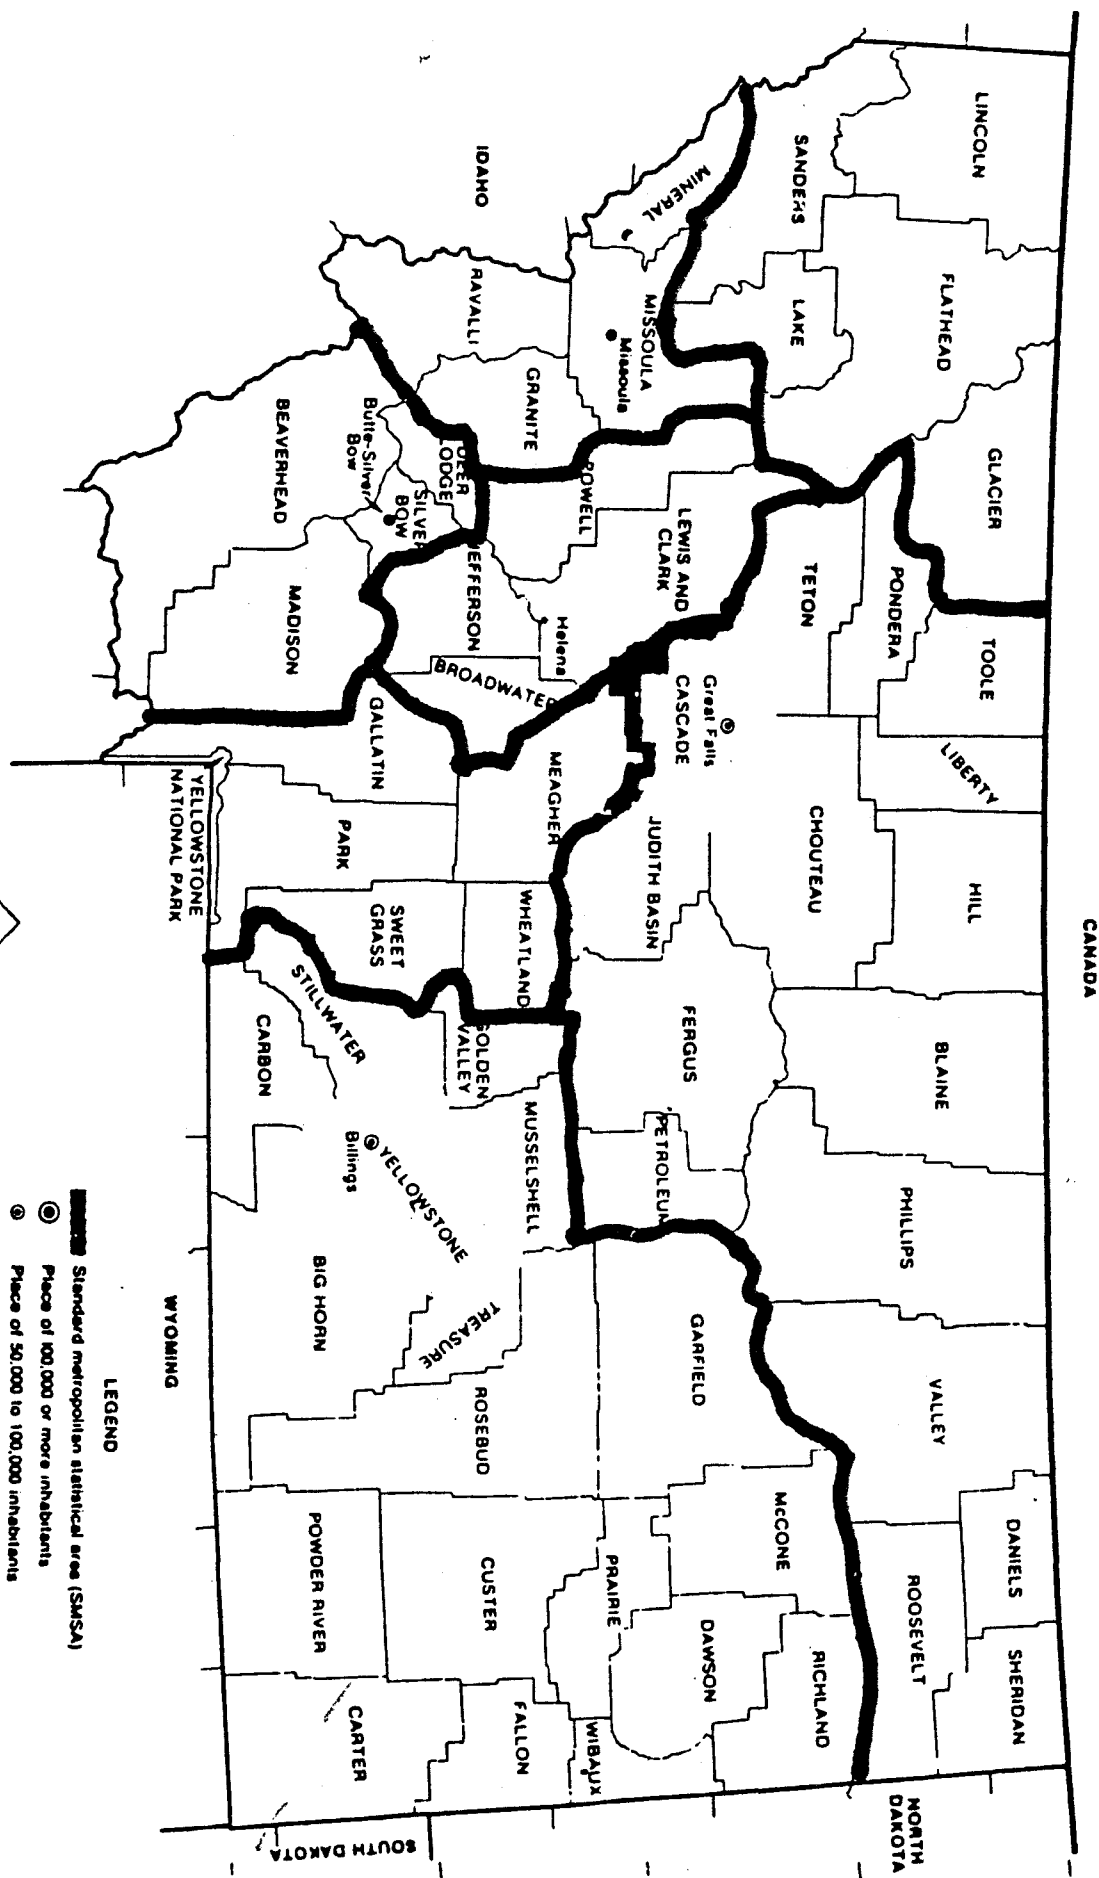 CANADA
LINCOLN
FLATHEAD
GLACIER
TOOLE
LIBERTY
HILL
BLAINE
PHILLIPS
VALLEY
DANIELS
SHERIDAN
ROOSEVELT
NORTH
DAKOTA
SANDERS
LAKE
PONDERA
TETON
CHOUTEAU
MINERAL
MISSOULA
Missoula
POWELL
LEWIS AND
CLARK
Great Falls
CASCADE
JUDITH BASIN
FERGUS
PETROLEUM
GARFIELD
McCONE
RICHLAND
DAWSON
PRAIRIE
WIBAUX
IDAHO
RAVALLI
GRANITE
DEER
LODGE
Butte-Silver
Bow
SILVER
BOW
JEFFERSON
Helena
BROADWATER
MEAGHER
WHEATLAND
GOLDEN
VALLEY
MUSSELSHELL
TREASURE
ROSEBUD
CUSTER
FALLON
BEAVERHEAD
MADISON
GALLATIN
PARK
SWEET
GRASS
STILLWATER
CARBON
YELLOWSTONE
Billings
BIG HORN
POWDER RIVER
CARTER
SOUTH DAKOTA
YELLOWSTONE
NATIONAL PARK
WYOMING
LEGEND
Standard metropolitan statistical area (SMSA)
Place of 100,000 or more inhabitants
Place of 50,000 to 100,000 inhabitants